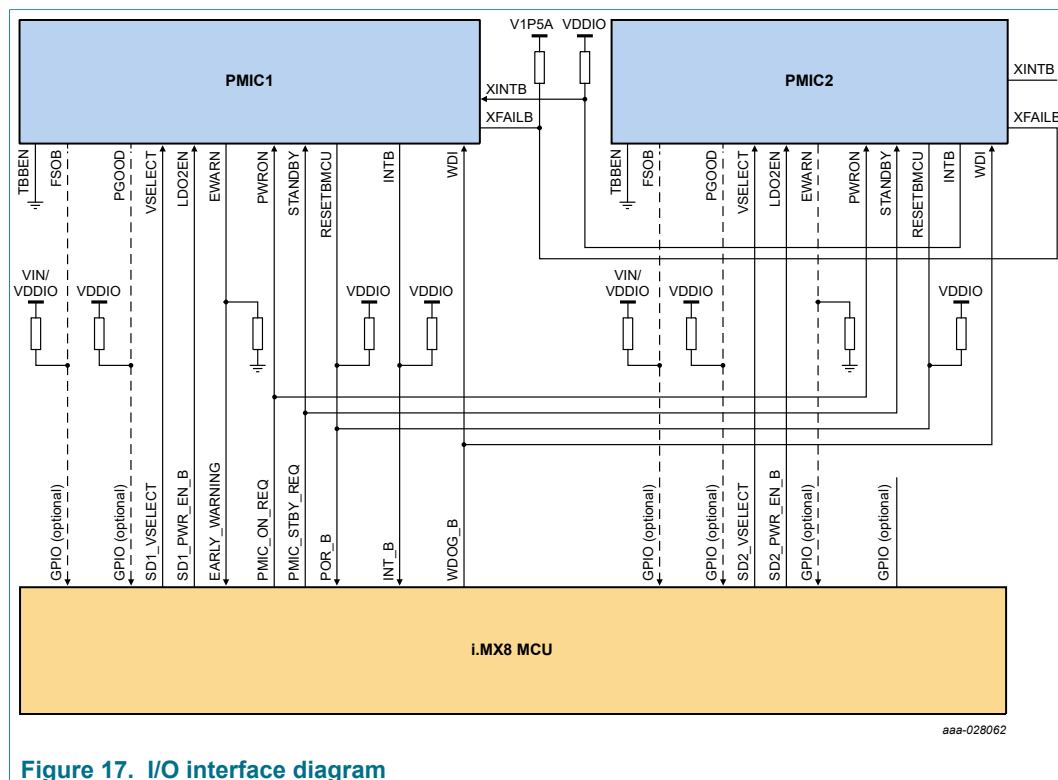 V1P5A
VDDIO
PMIC1
PMIC2
XINTB
XFAILB
XINTB
XFAILB
TBBEN
FSOB
PGOOD
VSELECT
LDO2EN
EWARN
PWRON
STANDBY
RESETBMCU
INTB
WDI
TBBEN
FSOB
PGOOD
VSELECT
LDO2EN
EWARN
PWRON
STANDBY
RESETBMCU
INTB
WDI
VIN/
VDDIO
VDDIO
VDDIO
VDDIO
VIN/
VDDIO
VDDIO
VDDIO
GPIO (optional)
GPIO (optional)
SD1_VSELECT
SD1_PWR_EN_B
EARLY_WARNING
PMIC_ON_REQ
PMIC_STBY_REQ
POR_B
INT_B
WDOG_B
GPIO (optional)
GPIO (optional)
SD2_VSELECT
SD2_PWR_EN_B
GPIO (optional)
GPIO (optional)
i.MX8 MCU
aaa-028062
Figure 17. I/O interface diagram